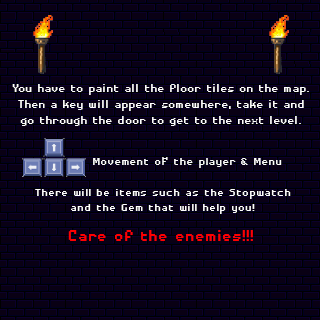 You have to paint all the Floor tiles on the map.
Then a key will appear somewhere, take it and
go through the door to get to the next level.
Movement of the player & Menu
There will be items such as the Stopwatch
and the Gem that will help you!
Care of the enemies!!!